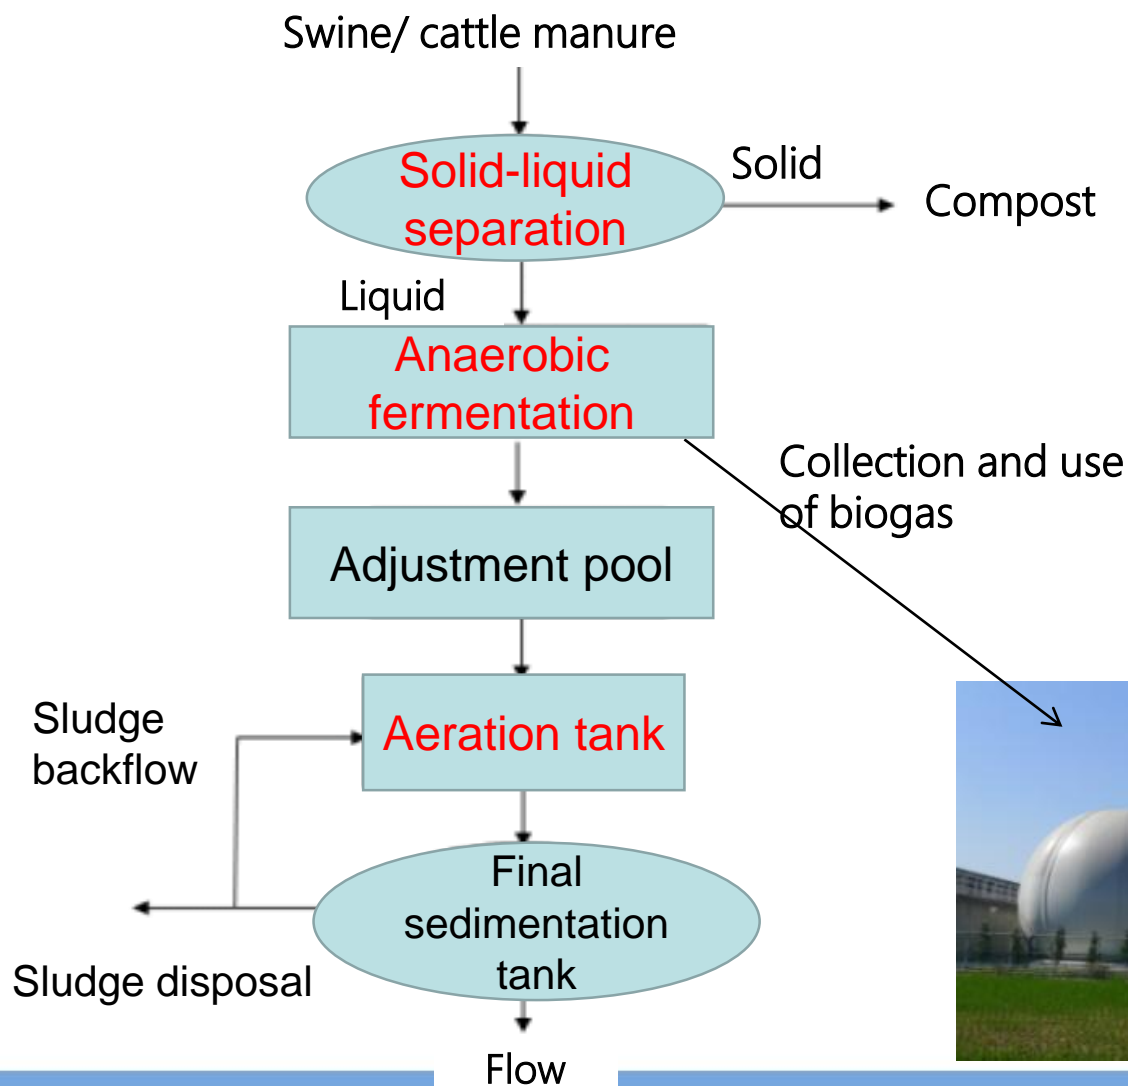 Swine/ cattle manure
Solid-liquid
separation
Solid
Compost
Liquid
Anaerobic
fermentation
Collection and use
of biogas
Adjustment pool
Sludge
backflow
Aeration tank
Final
sedimentation
tank
Sludge disposal
Flow